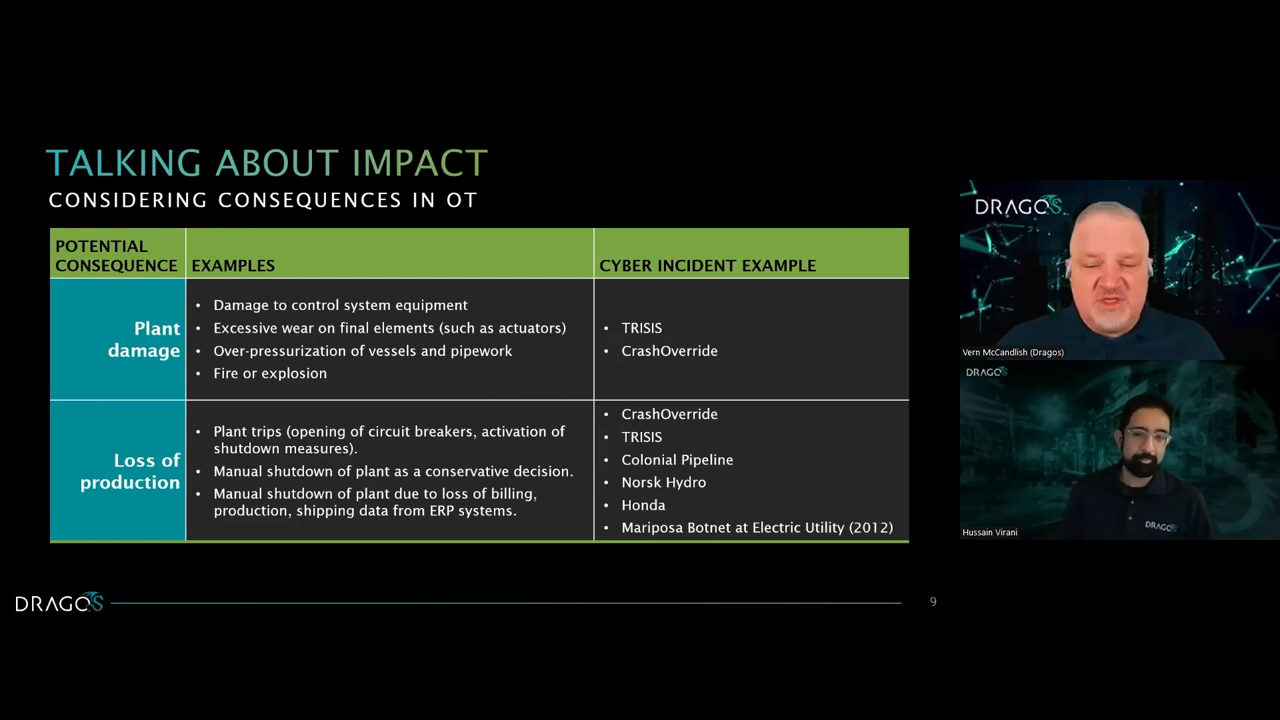 TALKING ABOUT IMPACT
CONSIDERING CONSEQUENCES IN OT
POTENTIAL
CONSEQUENCE
EXAMPLES
CYBER INCIDENT EXAMPLE
Plant
damage
• Damage to control system equipment
• Excessive wear on final elements (such as actuators)
• Over-pressurization of vessels and pipework
• Fire or explosion
• TRISIS
• CrashOverride
Loss of
production
• Plant trips (opening of circuit breakers, activation of
shutdown measures).
• Manual shutdown of plant as a conservative decision.
• Manual shutdown of plant due to loss of billing,
production, shipping data from ERP systems.
• CrashOverride
• TRISIS
• Colonial Pipeline
• Norsk Hydro
• Honda
• Mariposa Botnet at Electric Utility (2012)
DRAGOS
9
DRAGOS
Vern McCandlish (Dragos)
DRAGOS
DRAGOS
Hussain Virani